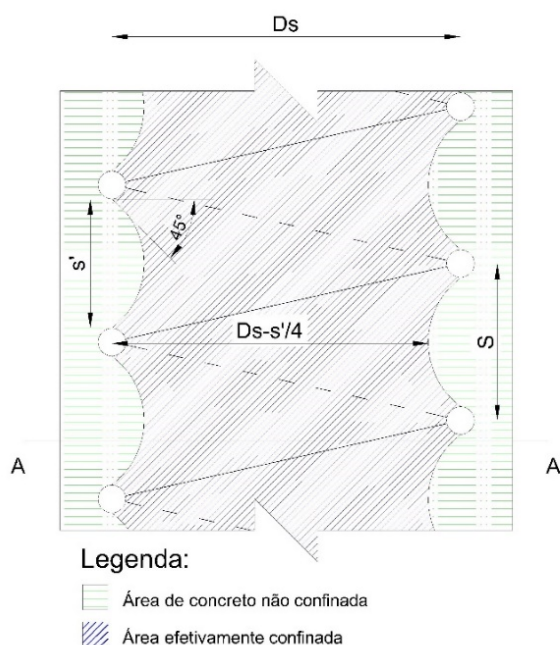 Ds
45°
s'
Ds-s'/4
S
A A
Legenda:
Área de concreto não confinada
Área efetivamente confinada